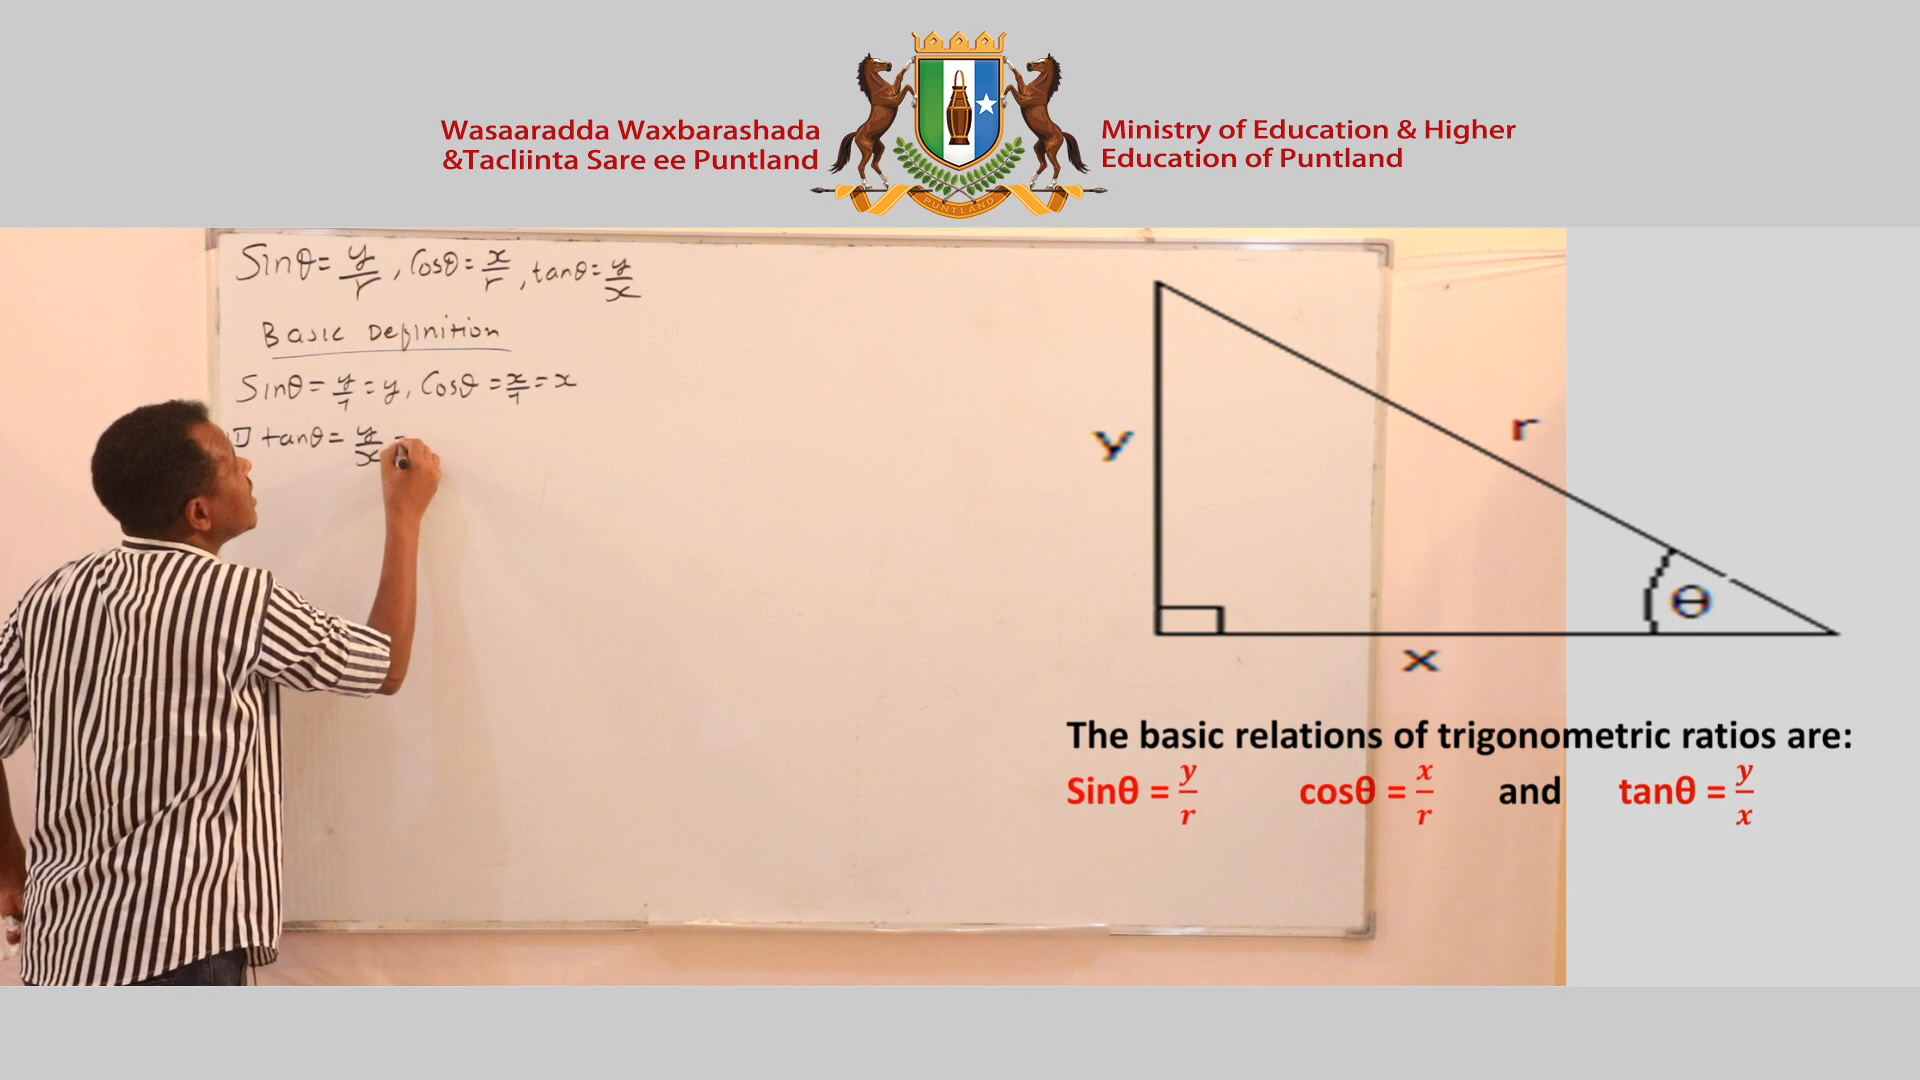 Wasaaradda Waxbarashada
&Tacliinta Sare ee Puntland
Ministry of Education & Higher
Education of Puntland
PUNTLAND
Sinθ = y/r, Cosθ = x/r, tanθ = y/x
Basic Definition
Sinθ = y/1 = y, Cosθ = x/1 = x
tanθ = y/x =
y
r
θ
x
The basic relations of trigonometric ratios are:
Sinθ = y/r cosθ = x/r and tanθ = y/x